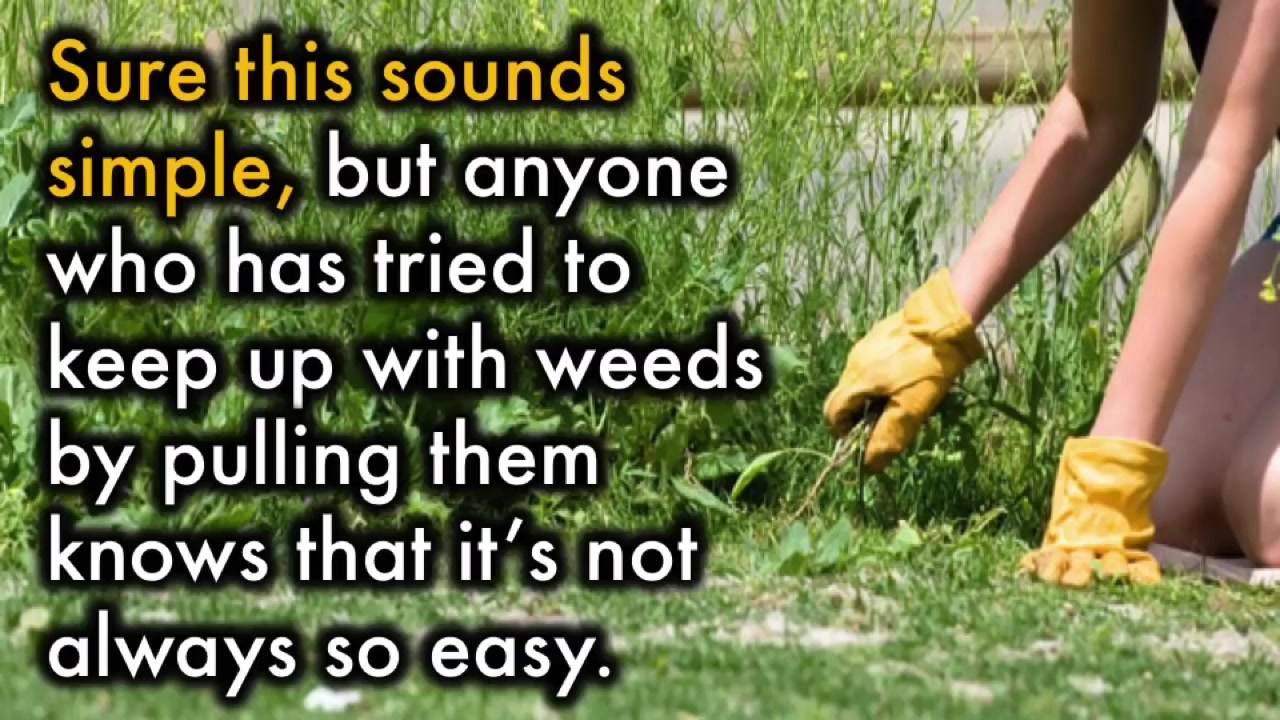 Sure this sounds
simple, but anyone
who has tried to
keep up with weeds
by pulling them
knows that it’s not
always so easy.